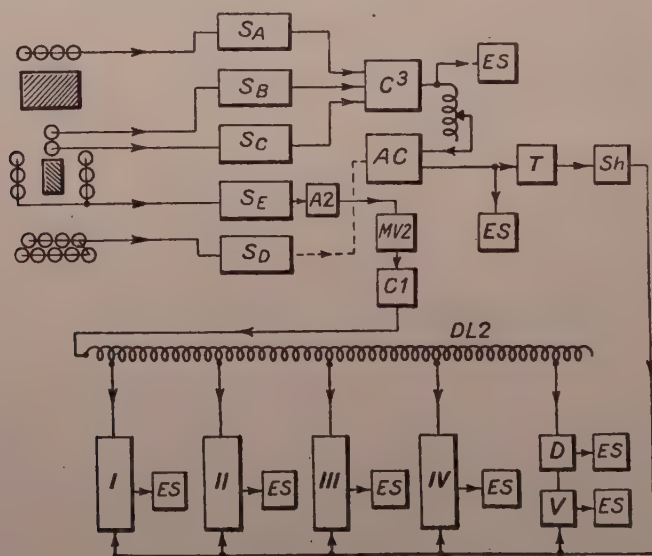 S_A
ES
S_B
C³
S_C
AC
T
Sh
S_E
A2
ES
MV2
S_D
C1
DL2
I
ES
II
ES
III
ES
IV
ES
D
ES
V
ES